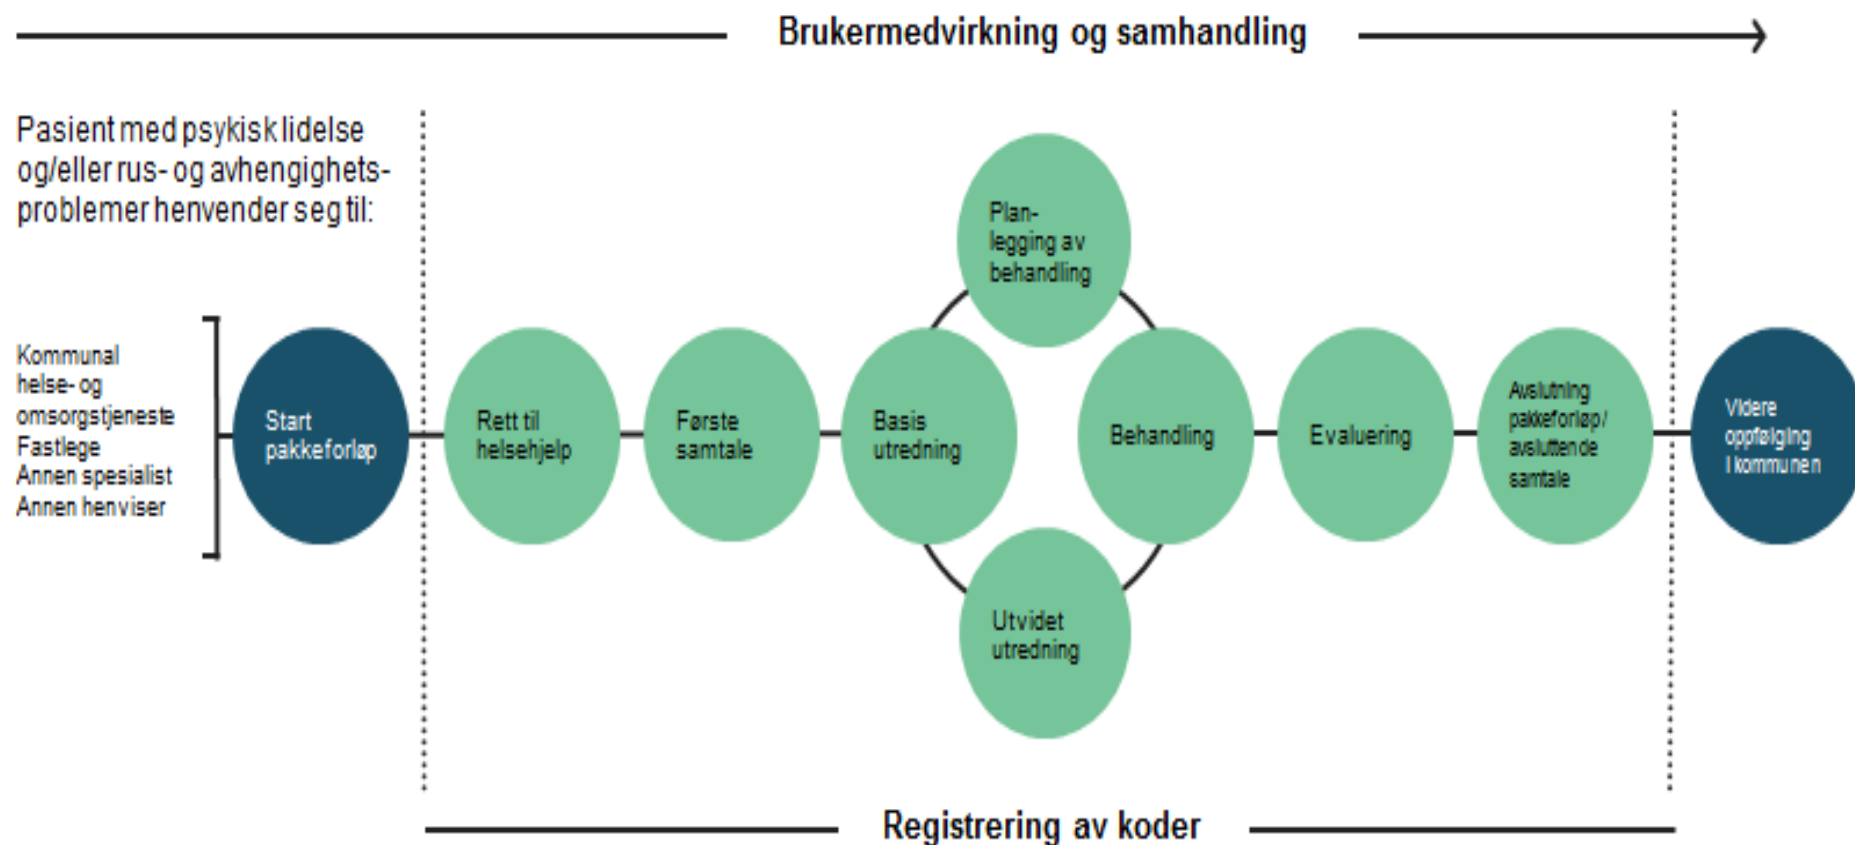 Brukermedvirkning og samhandling
Pasient med psykisk lidelse
og/eller rus- og avhengighets-
problemer henvender seg til:
Kommunal
helse- og
omsorgstjeneste
Fastlege
Annen spesialist
Annen henviser
Start
pakkeforløp
Rett til
helsehjelp
Første
samtale
Basis
utredning
Plan-
legging av
behandling
Utvidet
utredning
Behandling
Evaluering
Avslutning
pakkeforløp/
avsluttende
samtale
Videre
oppfølging
i kommunen
Registrering av koder